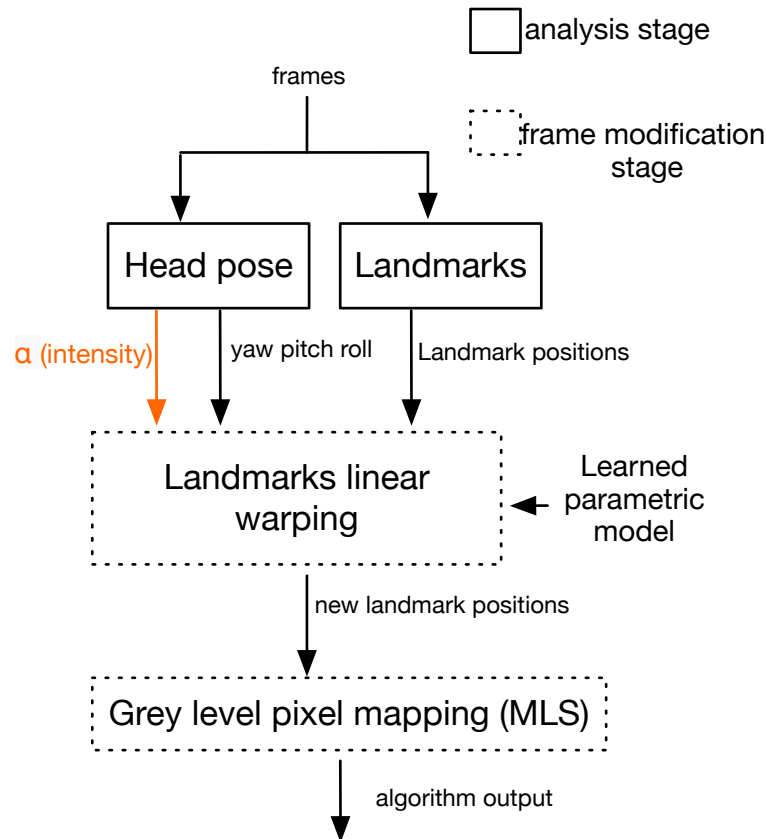 analysis stage
frames
frame modification
stage
Head pose
Landmarks
α (intensity)
yaw pitch roll
Landmark positions
Landmarks linear
warping
Learned
parametric
model
new landmark positions
Grey level pixel mapping (MLS)
algorithm output